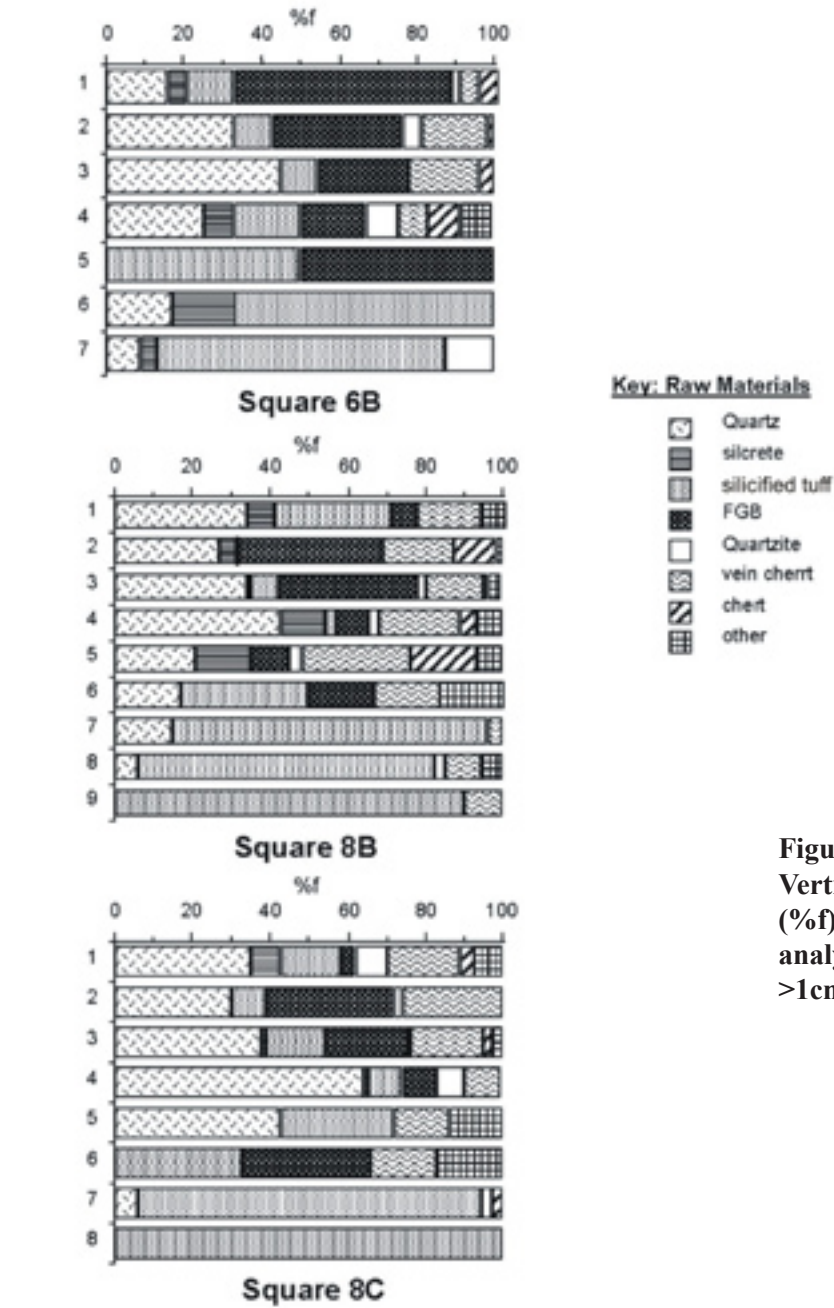 %f
0 20 40 60 80 100
1
2
3
4
5
6
7
Square 6B
Key: Raw Materials
Quartz
silcrete
silicified tuff
FGB
Quartzite
vein cherrt
chert
other
%f
0 20 40 60 80 100
1
2
3
4
5
6
7
8
9
Square 8B
%f
0 20 40 60 80 100
1
2
3
4
5
6
7
8
Square 8C
Figu
Vert
(%f)
analy
>1cn